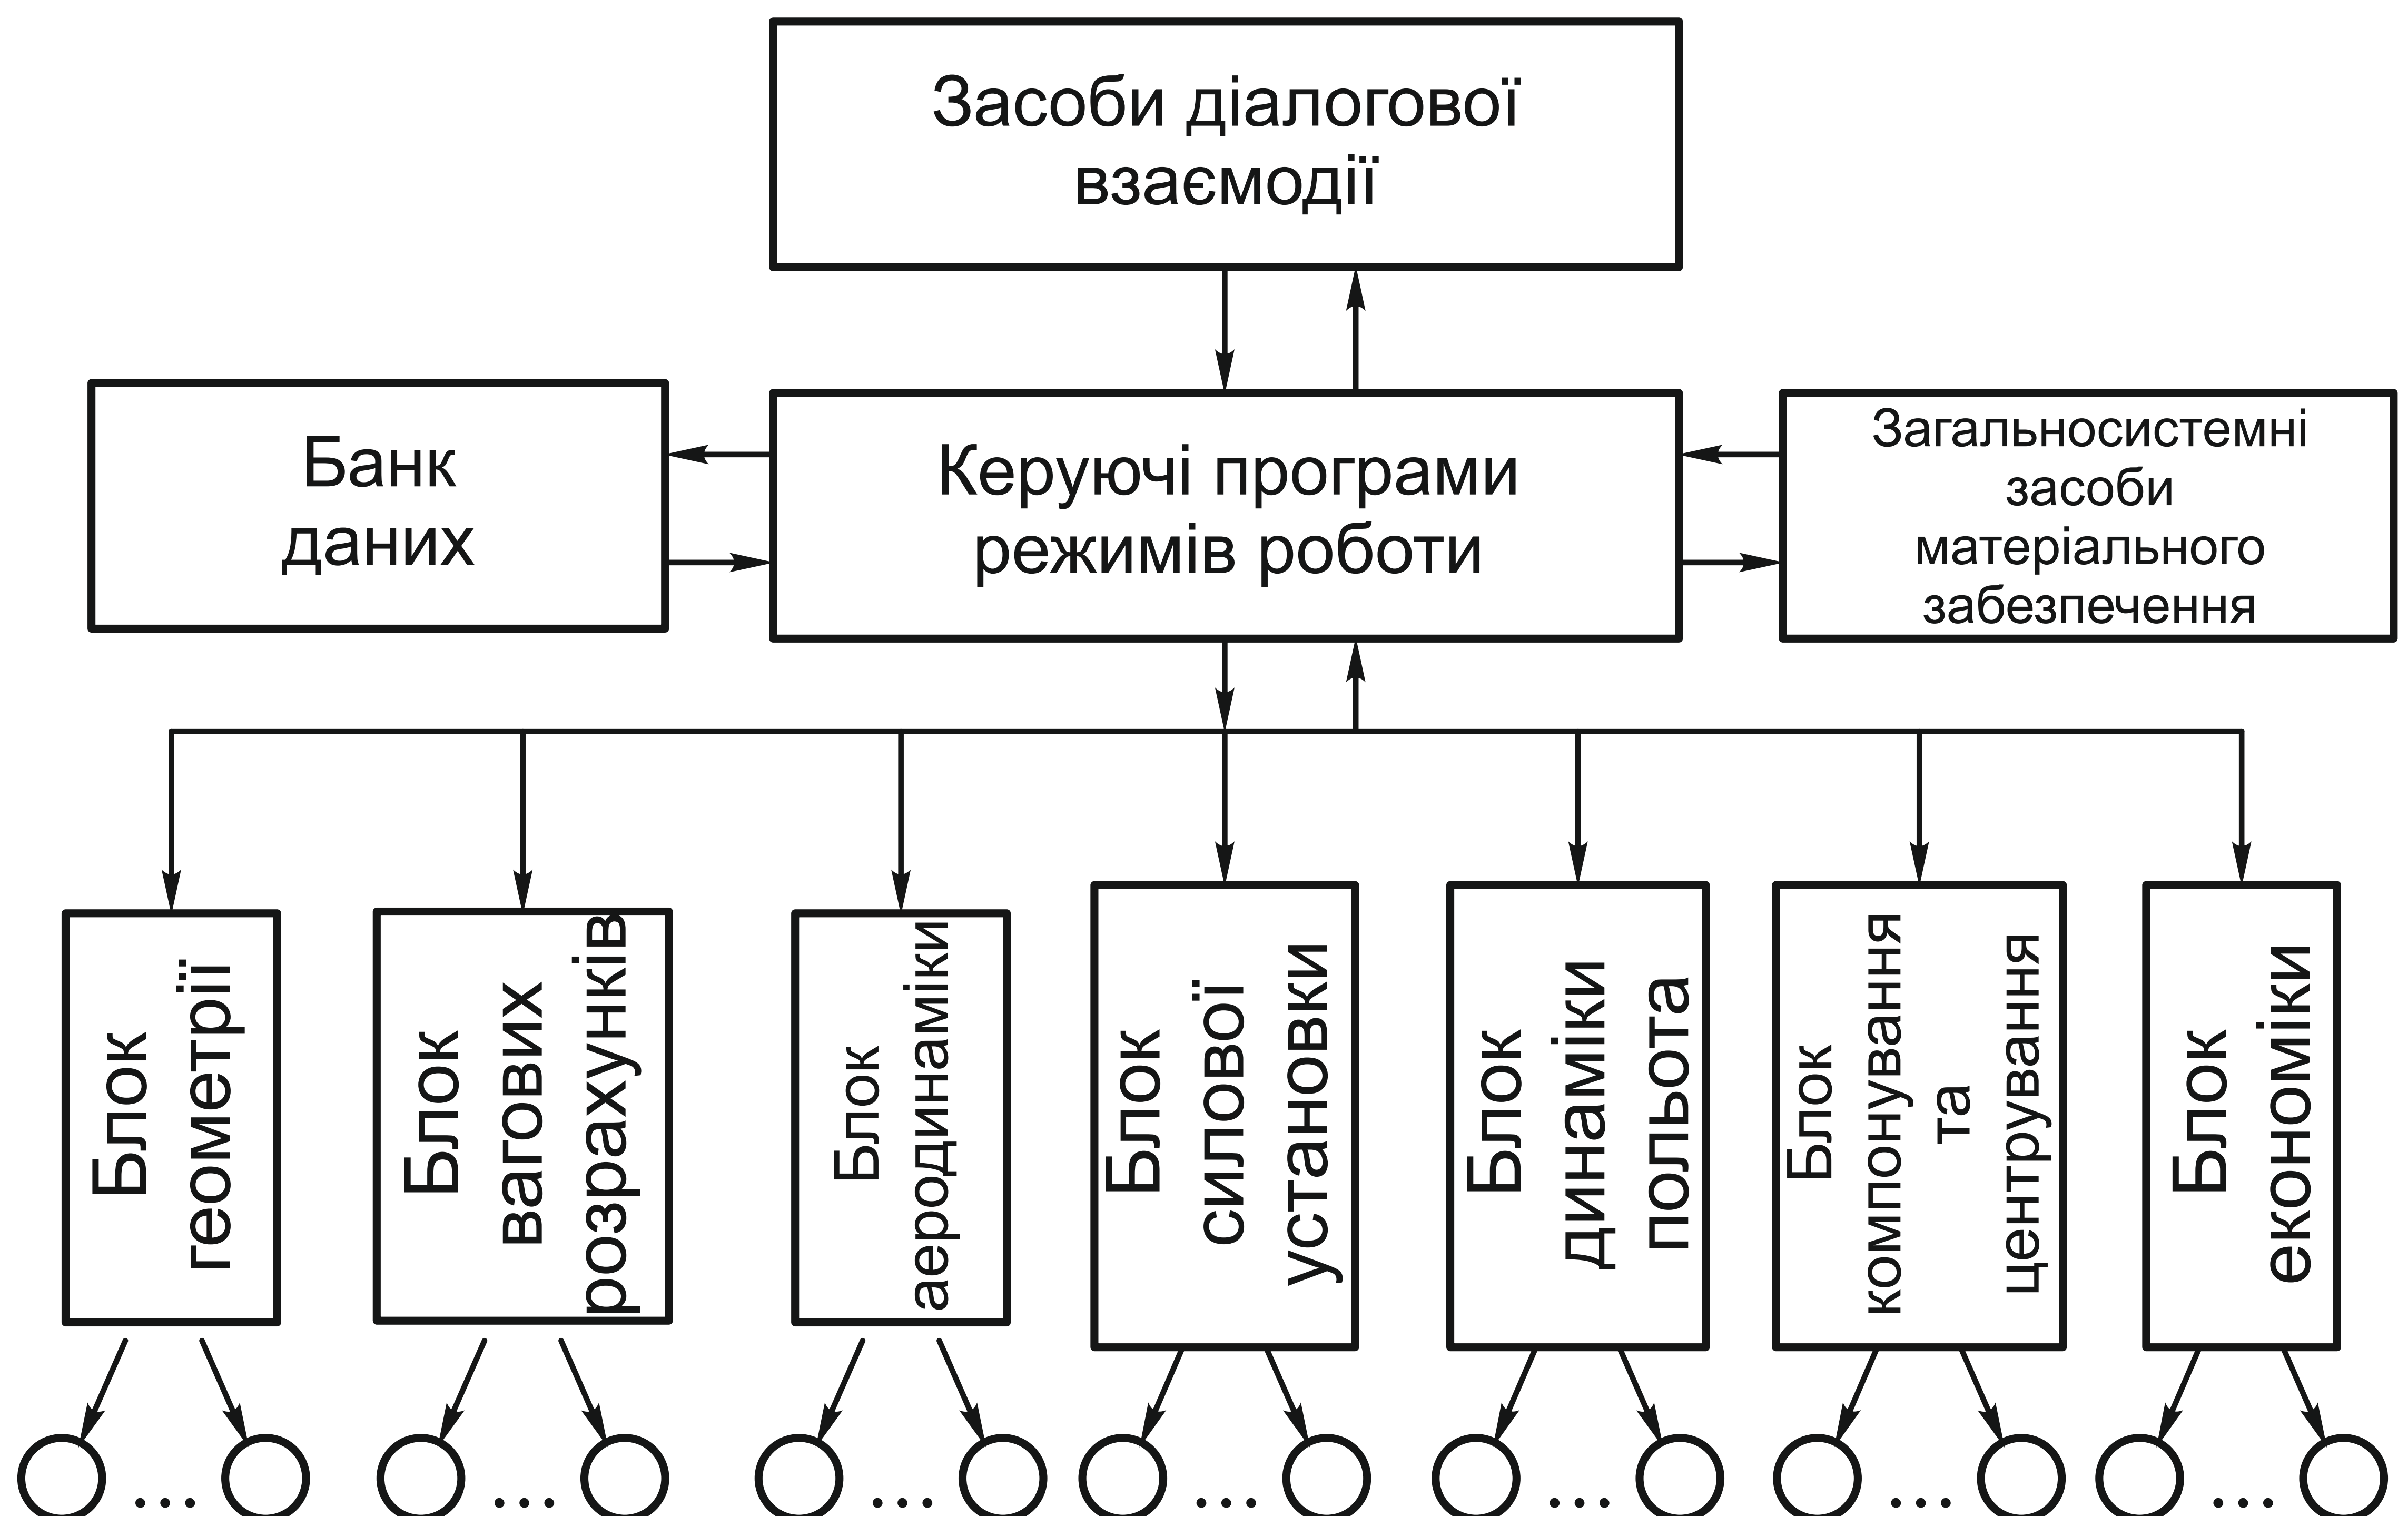 Засоби діалогової
взаємодії
Банк
даних
Керуючі програми
режимів роботи
Загальносистемні
засоби
матеріального
забезпечення
Блок
геометрії
Блок
вагових
розрахунків
Блок
аеродинаміки
Блок
силової
установки
Блок
динаміки
польота
Блок
компонування
та
центрування
Блок
економіки
... ... ... ... ... ... ...